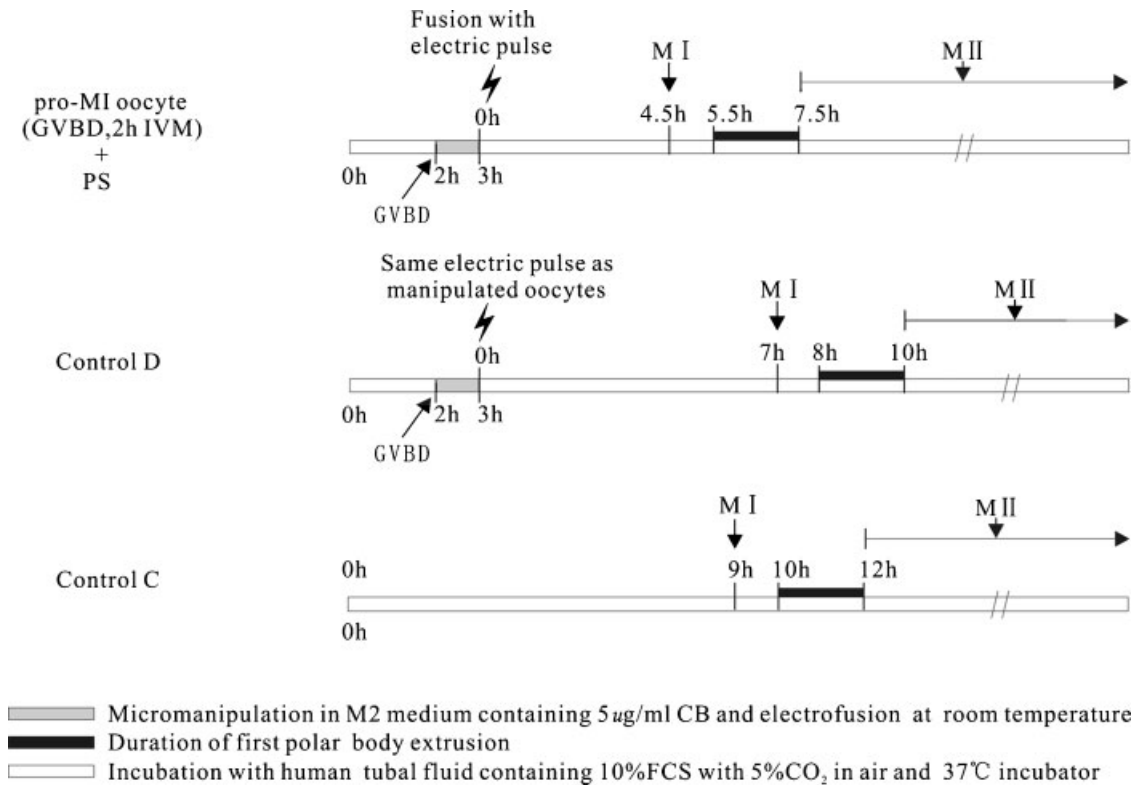 Fusion with
electric pulse
M I
M II
pro-MI oocyte
(GVBD,2h IVM)
+
PS
0h
4.5h
5.5h
7.5h
0h
2h
3h
GVBD
Same electric pulse as
manipulated oocytes
M I
M II
Control D
0h
7h
8h
10h
0h
2h
3h
GVBD
M I
M II
Control C
0h
9h
10h
12h
0h
Micromanipulation in M2 medium containing 5ug/ml CB and electrofusion at room temperature
Duration of first polar body extrusion
Incubation with human tubal fluid containing 10%FCS with 5%CO₂ in air and 37℃ incubator